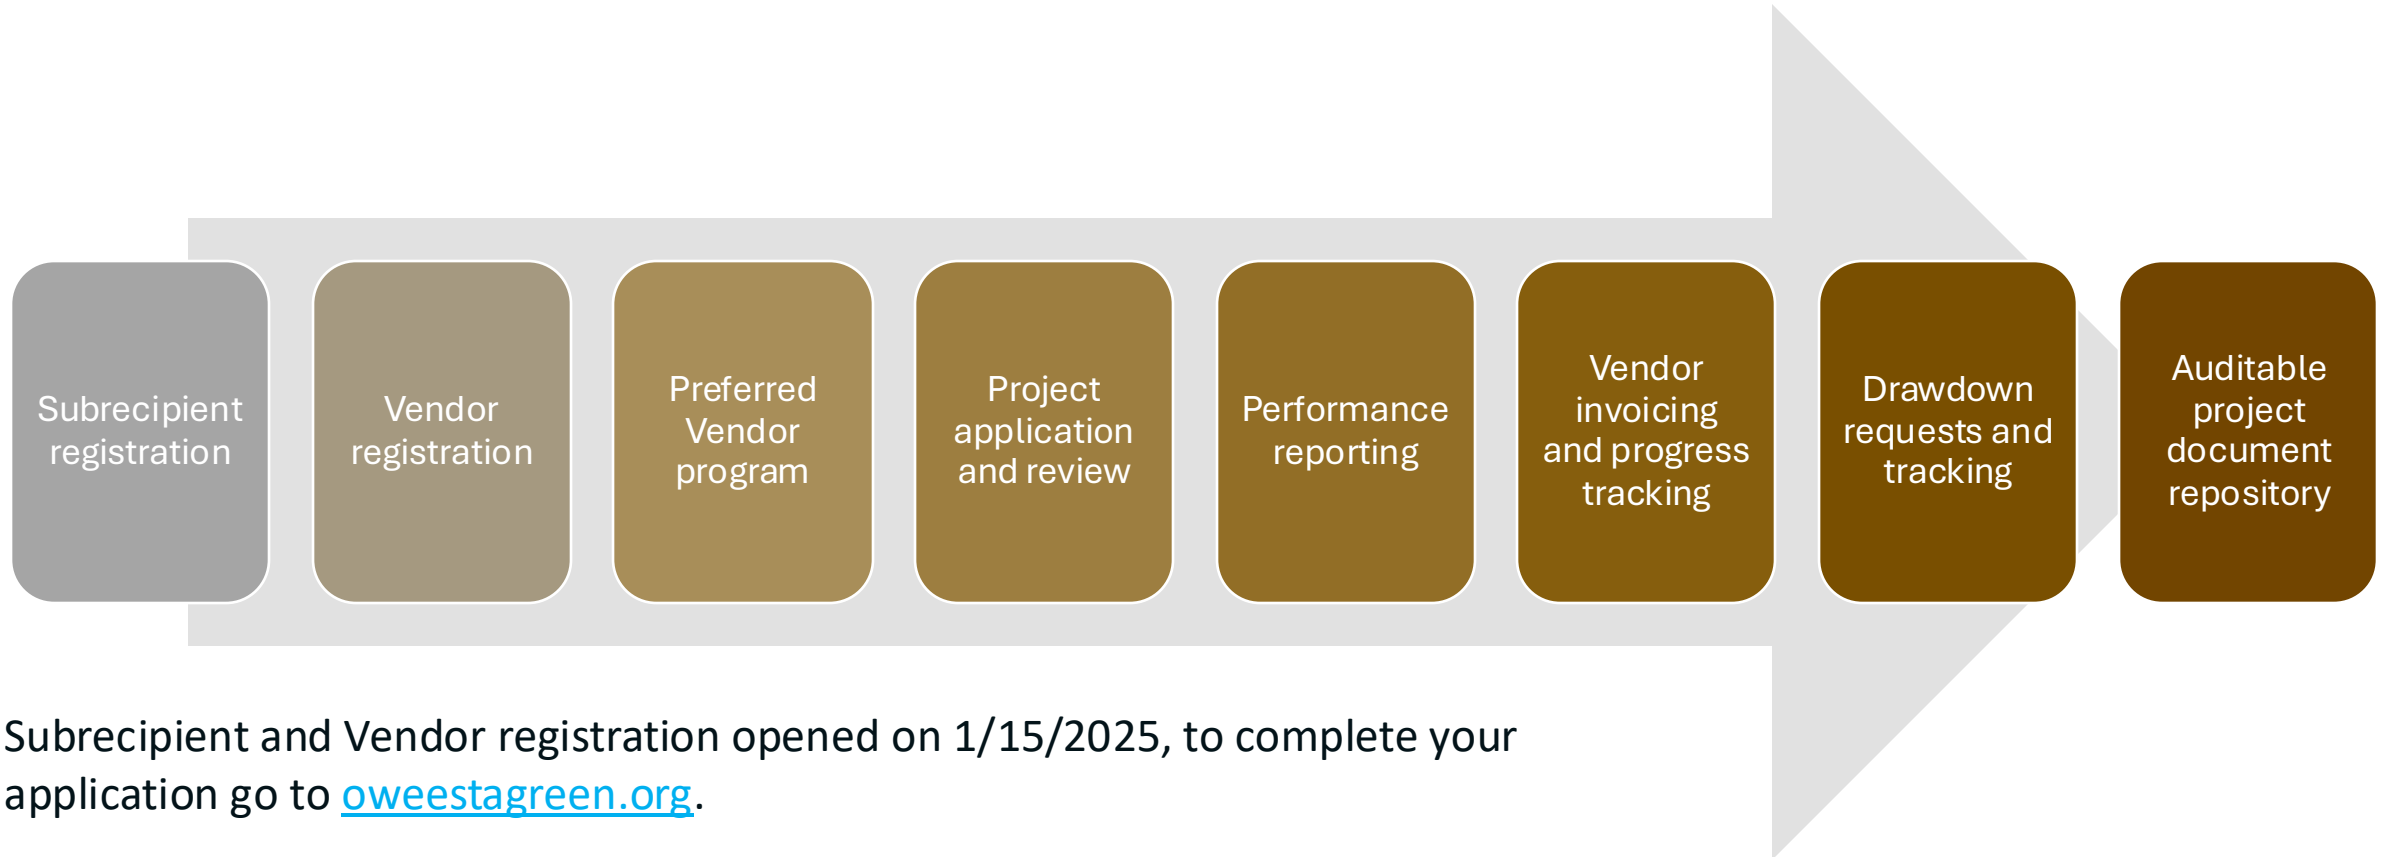 Subrecipient
registration
Vendor
registration
Preferred
Vendor
program
Project
application
and review
Performance
reporting
Vendor
invoicing
and progress
tracking
Drawdown
requests and
tracking
Auditable
project
document
repository
Subrecipient and Vendor registration opened on 1/15/2025, to complete your
application go to oweestagreen.org.